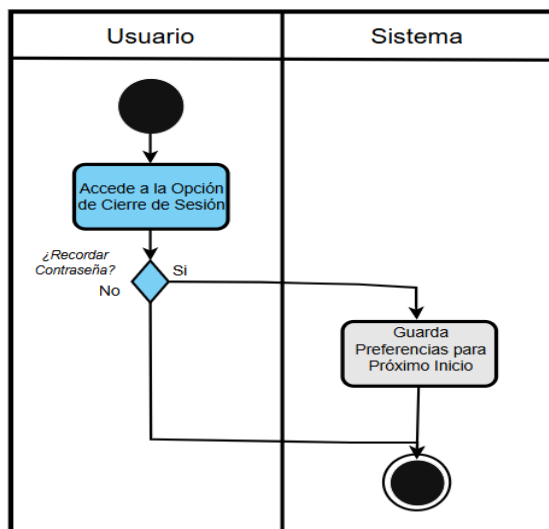 Usuario
Sistema
Accede a la Opción
de Cierre de Sesión
¿Recordar
Contraseña?
Si
No
Guarda
Preferencias para
Próximo Inicio